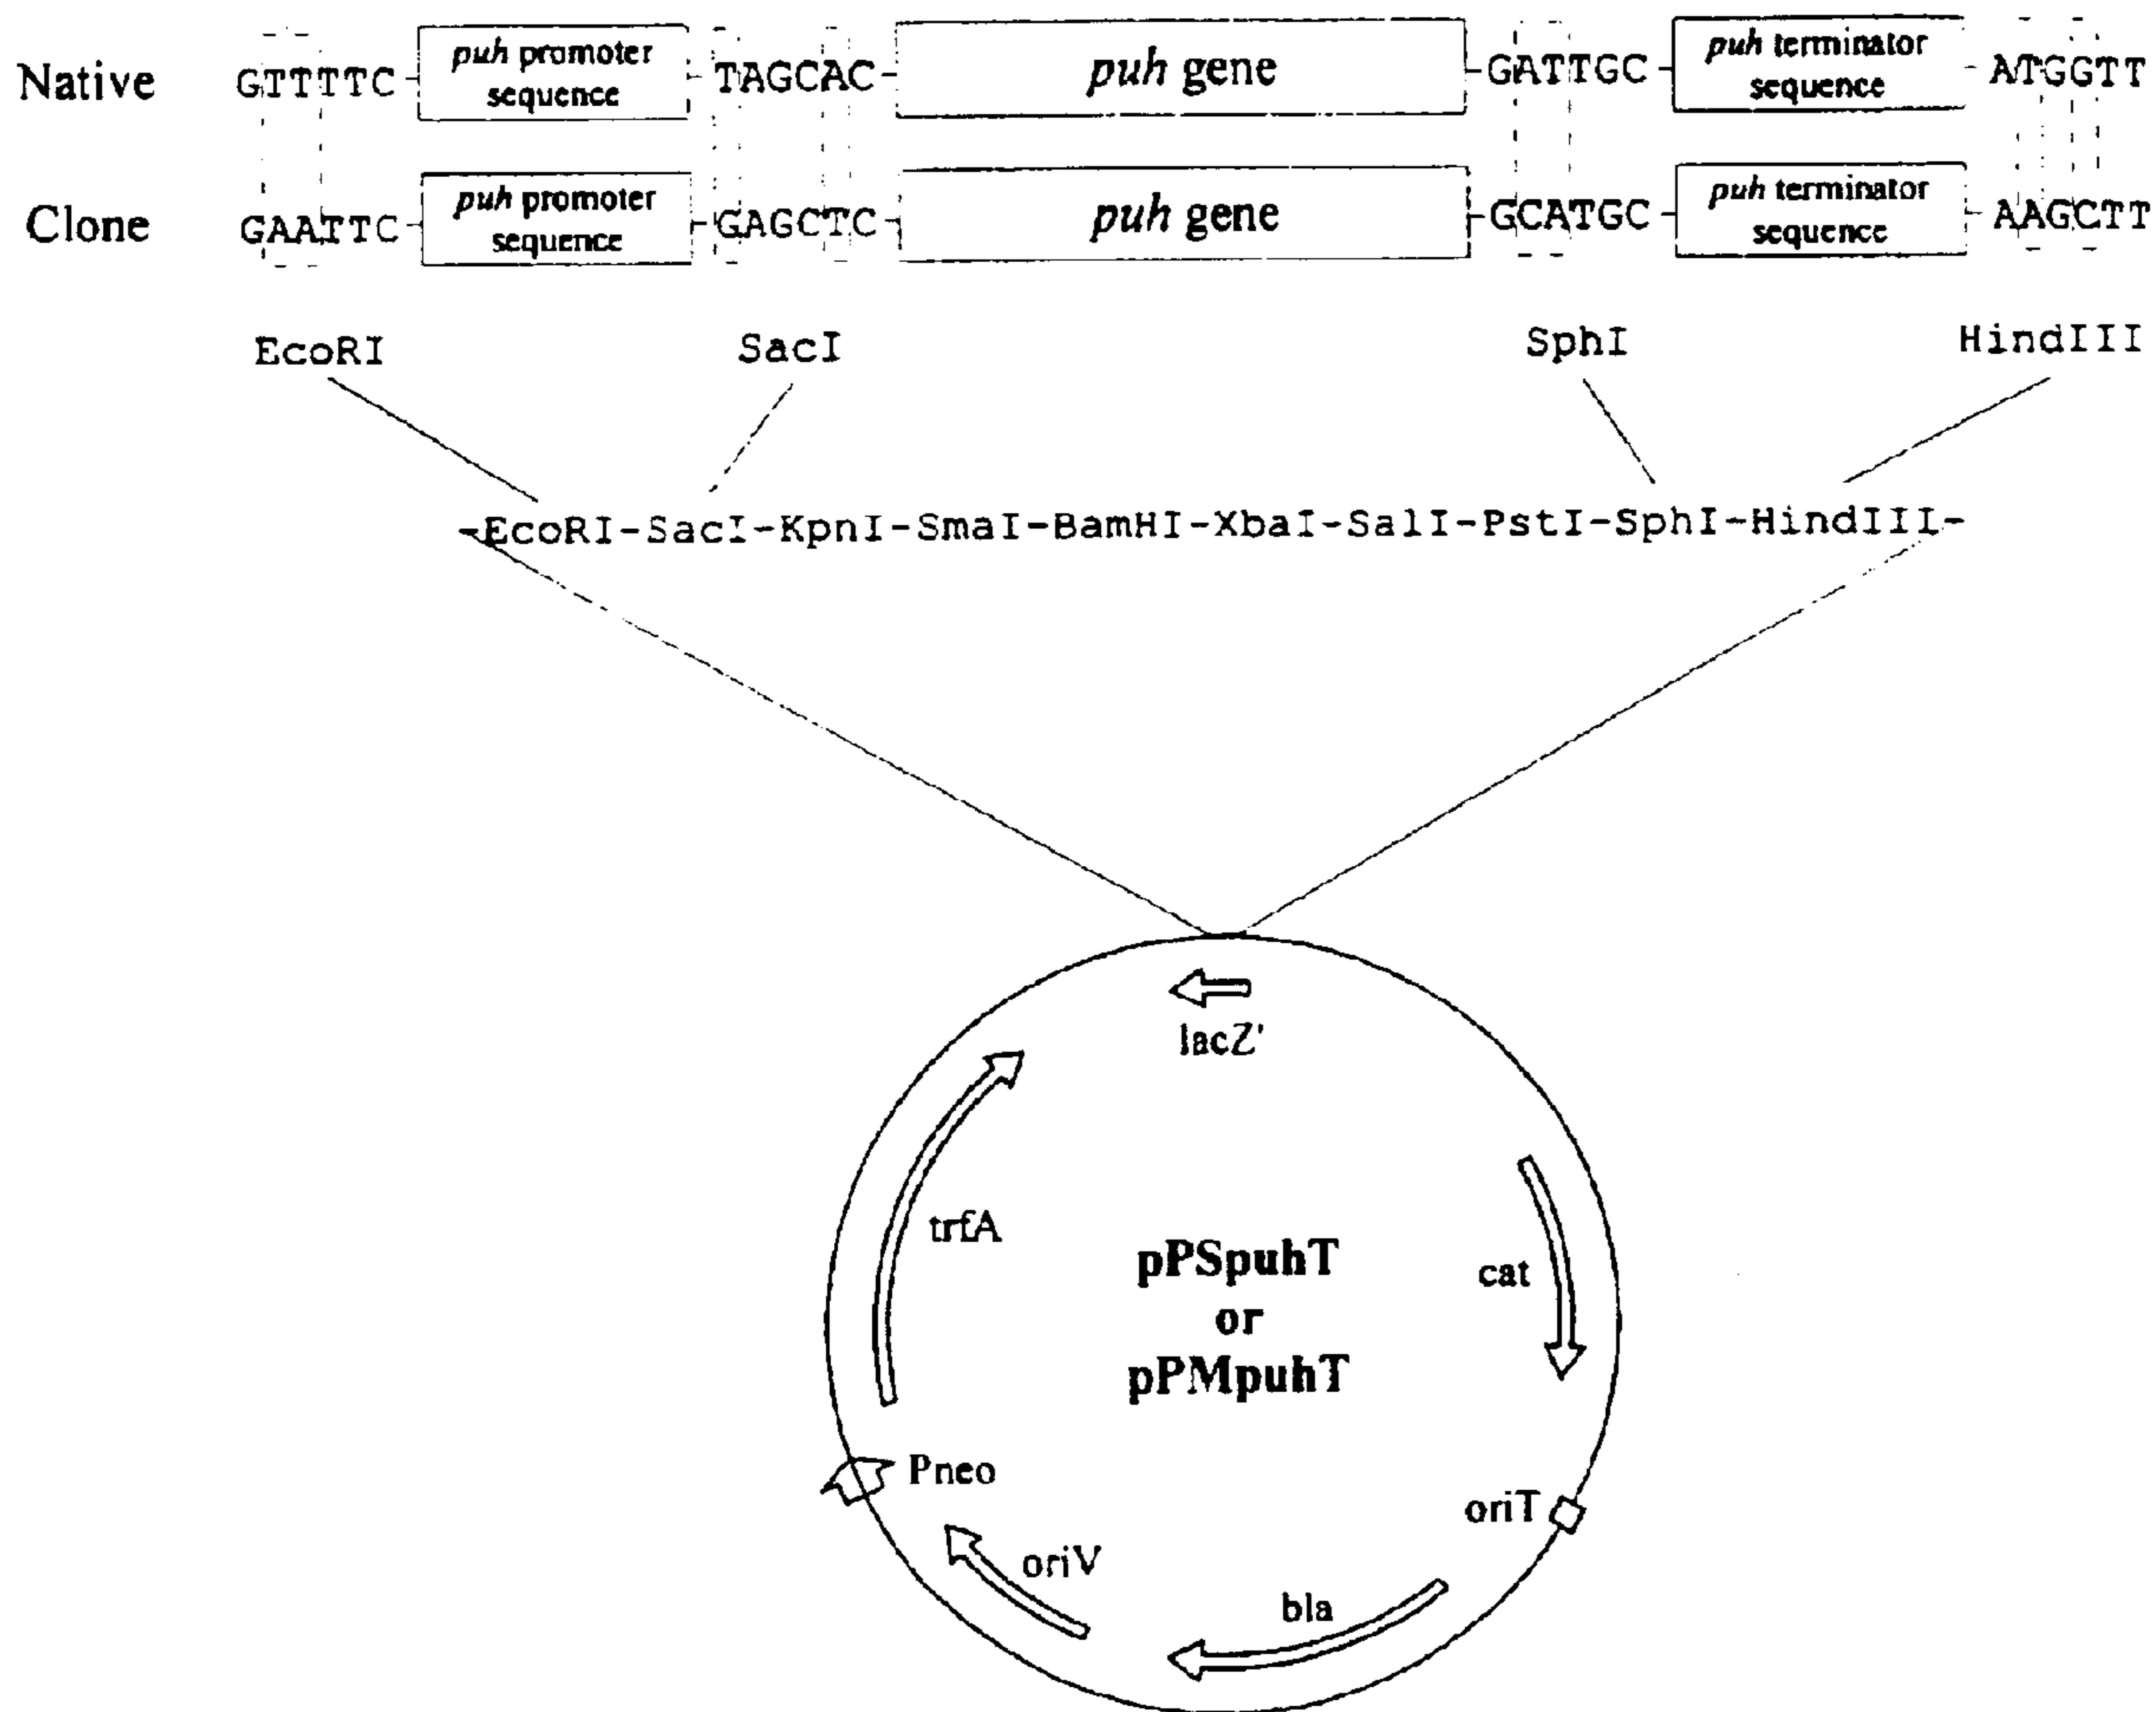 Native GTTTTC puh promoter sequence TAGCAC puh gene GATTGC puh terminator sequence ATGGTT
Clone GAATTC puh promoter sequence GAGCTC puh gene GCATGC puh terminator sequence AAGCTT
EcoRI SacI SphI HindIII
-EcoRI-SacI-KpnI-SmaI-BamHI-XbaI-SalI-PstI-SphI-HindIII-
lacZ'
trfA
cat
pPSpuhT
or
pPMpuhT
Pneo
oriT
oriV
bla